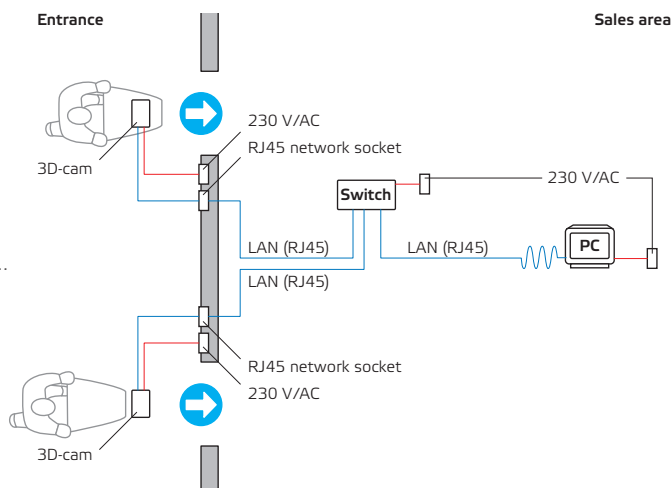 Entrance
Sales area
230 V/AC
RJ45 network socket
3D-cam
230 V/AC
Switch
PC
LAN (RJ45)
LAN (RJ45)
..
LAN (RJ45)
RJ45 network socket
230 V/AC
3D-cam